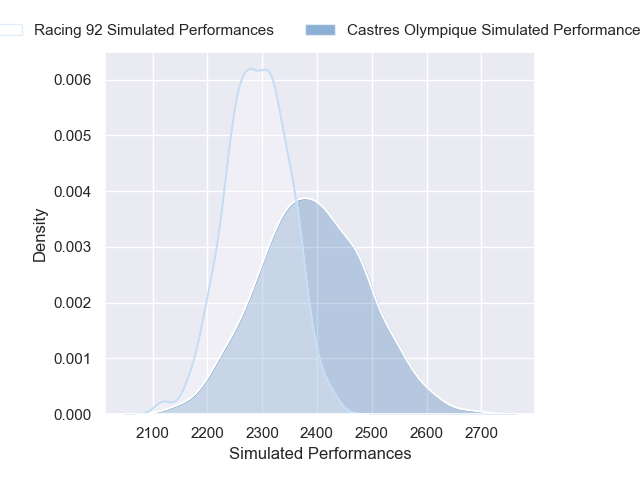 Racing 92 Simulated Performances
Castres Olympique Simulated Performance
0.006
0.005
0.004
0.003
0.002
0.001
0.000
Density
2100 2200 2300 2400 2500 2600 2700
Simulated Performances